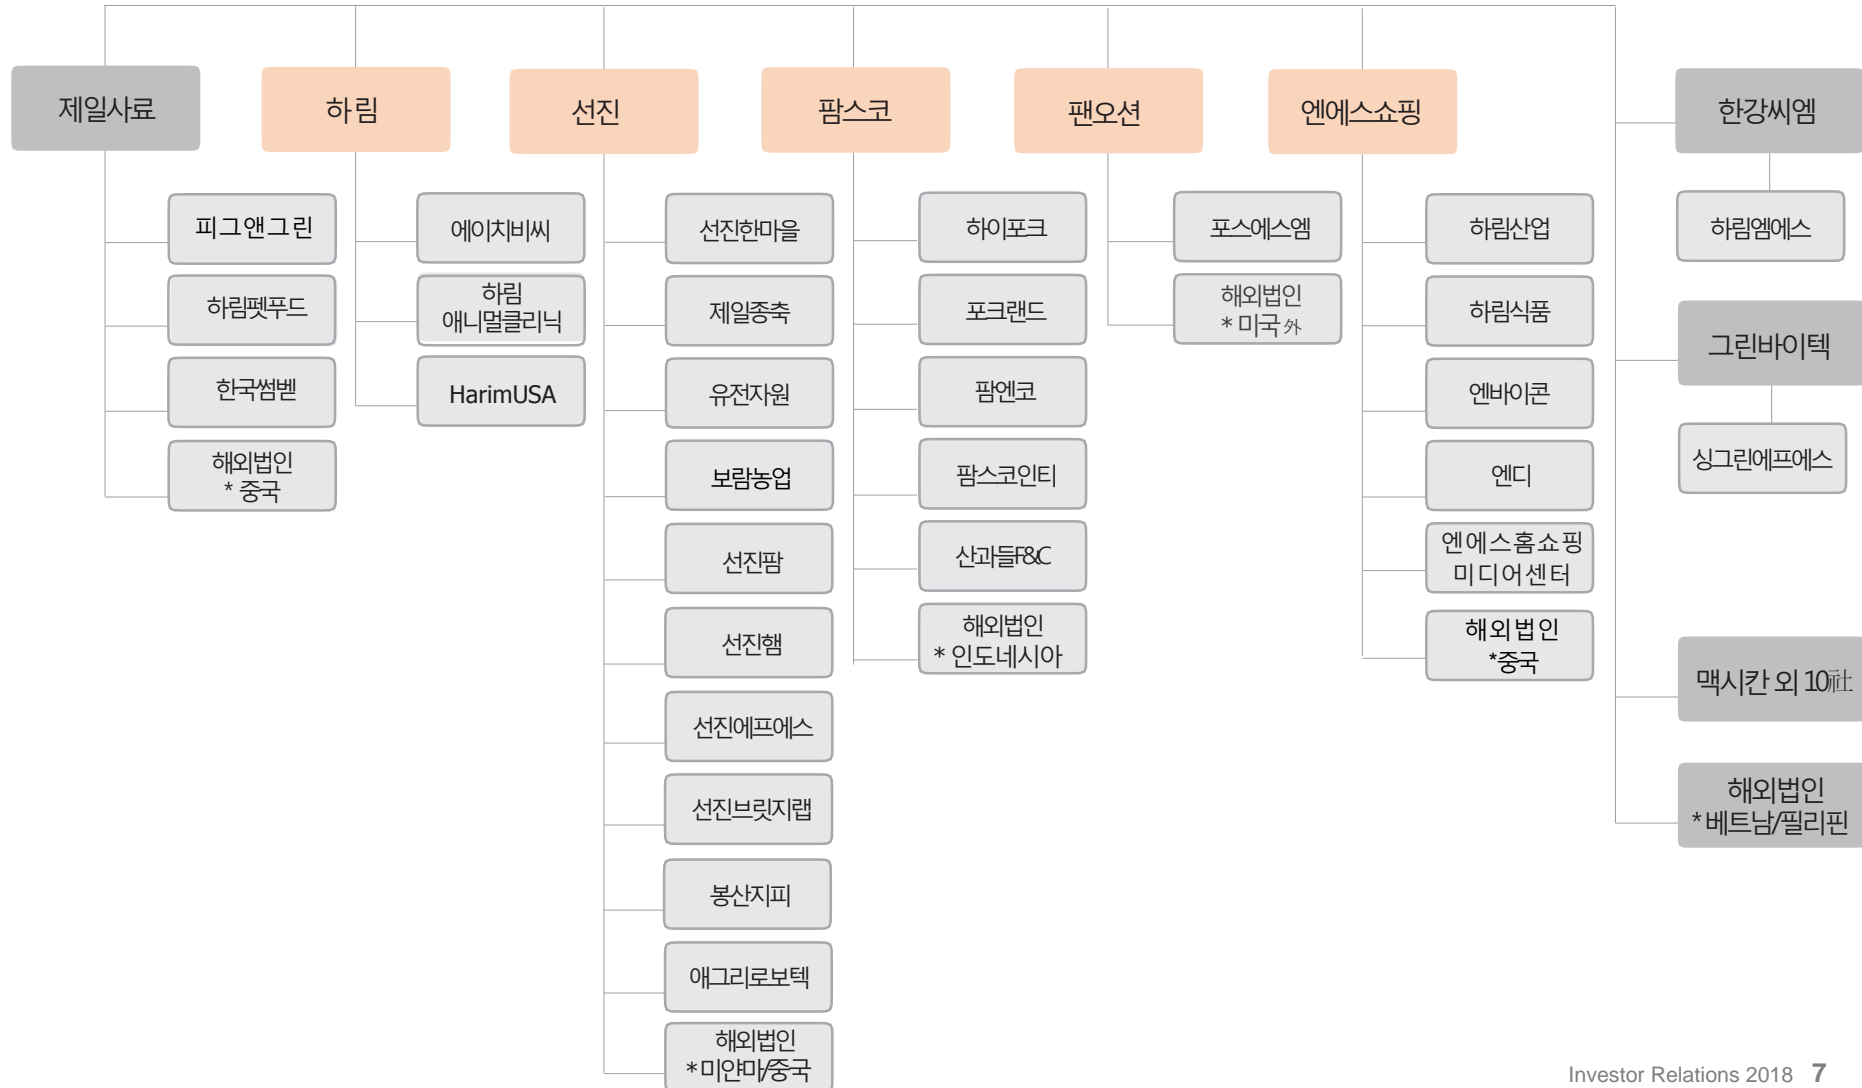 제일사료
하림
선진
팜스코
팬오션
엔에스쇼핑
한강씨엠
피그앤그린
하림펫푸드
한국썸벧
해외법인
* 중국
에이치비씨
하림
애니멀클리닉
HarimUSA
선진한마을
제일종축
유전자원
보람농업
선진팜
선진햄
선진에프에스
선진브릿지랩
봉산지피
애그리로보텍
해외법인
*미얀마/중국
하이포크
포크랜드
팜엔코
팜스코인티
산과들F&C
해외법인
* 인도네시아
포스에스엠
해외법인
* 미국 外
하림산업
하림식품
엔바이콘
엔디
엔에스홈쇼핑
미디어센터
해외법인
*중국
하림엠에스
그린바이텍
싱그린에프에스
맥시칸 외 10社
해외법인
*베트남/필리핀
Investor Relations 2018 7